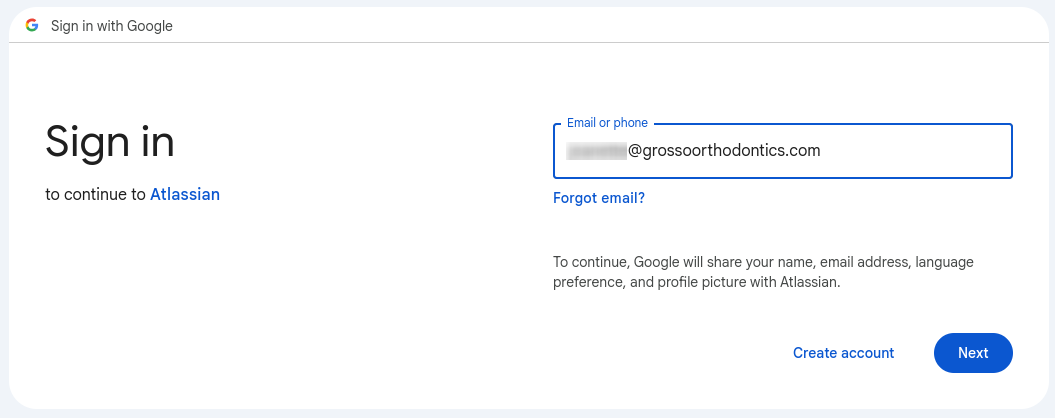 Sign in with Google
Sign in
to continue to Atlassian
Email or phone
@grossoorthodontics.com
Forgot email?
To continue, Google will share your name, email address, language
preference, and profile picture with Atlassian.
Create account
Next